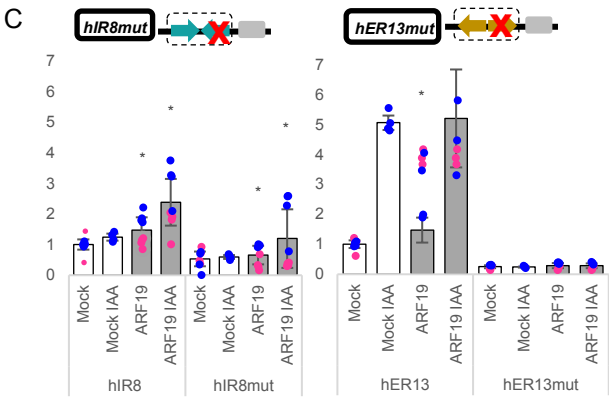 C
hIR8mut
hER13mut
7
6
5
4
3
2
1
0
* * * *
Mock
Mock IAA
ARF19
ARF19 IAA
Mock
Mock IAA
ARF19
ARF19 IAA
hIR8
hIR8mut
7
6
5
4
3
2
1
0
*
Mock
Mock IAA
ARF19
ARF19 IAA
Mock
Mock IAA
ARF19
ARF19 IAA
hER13
hER13mut